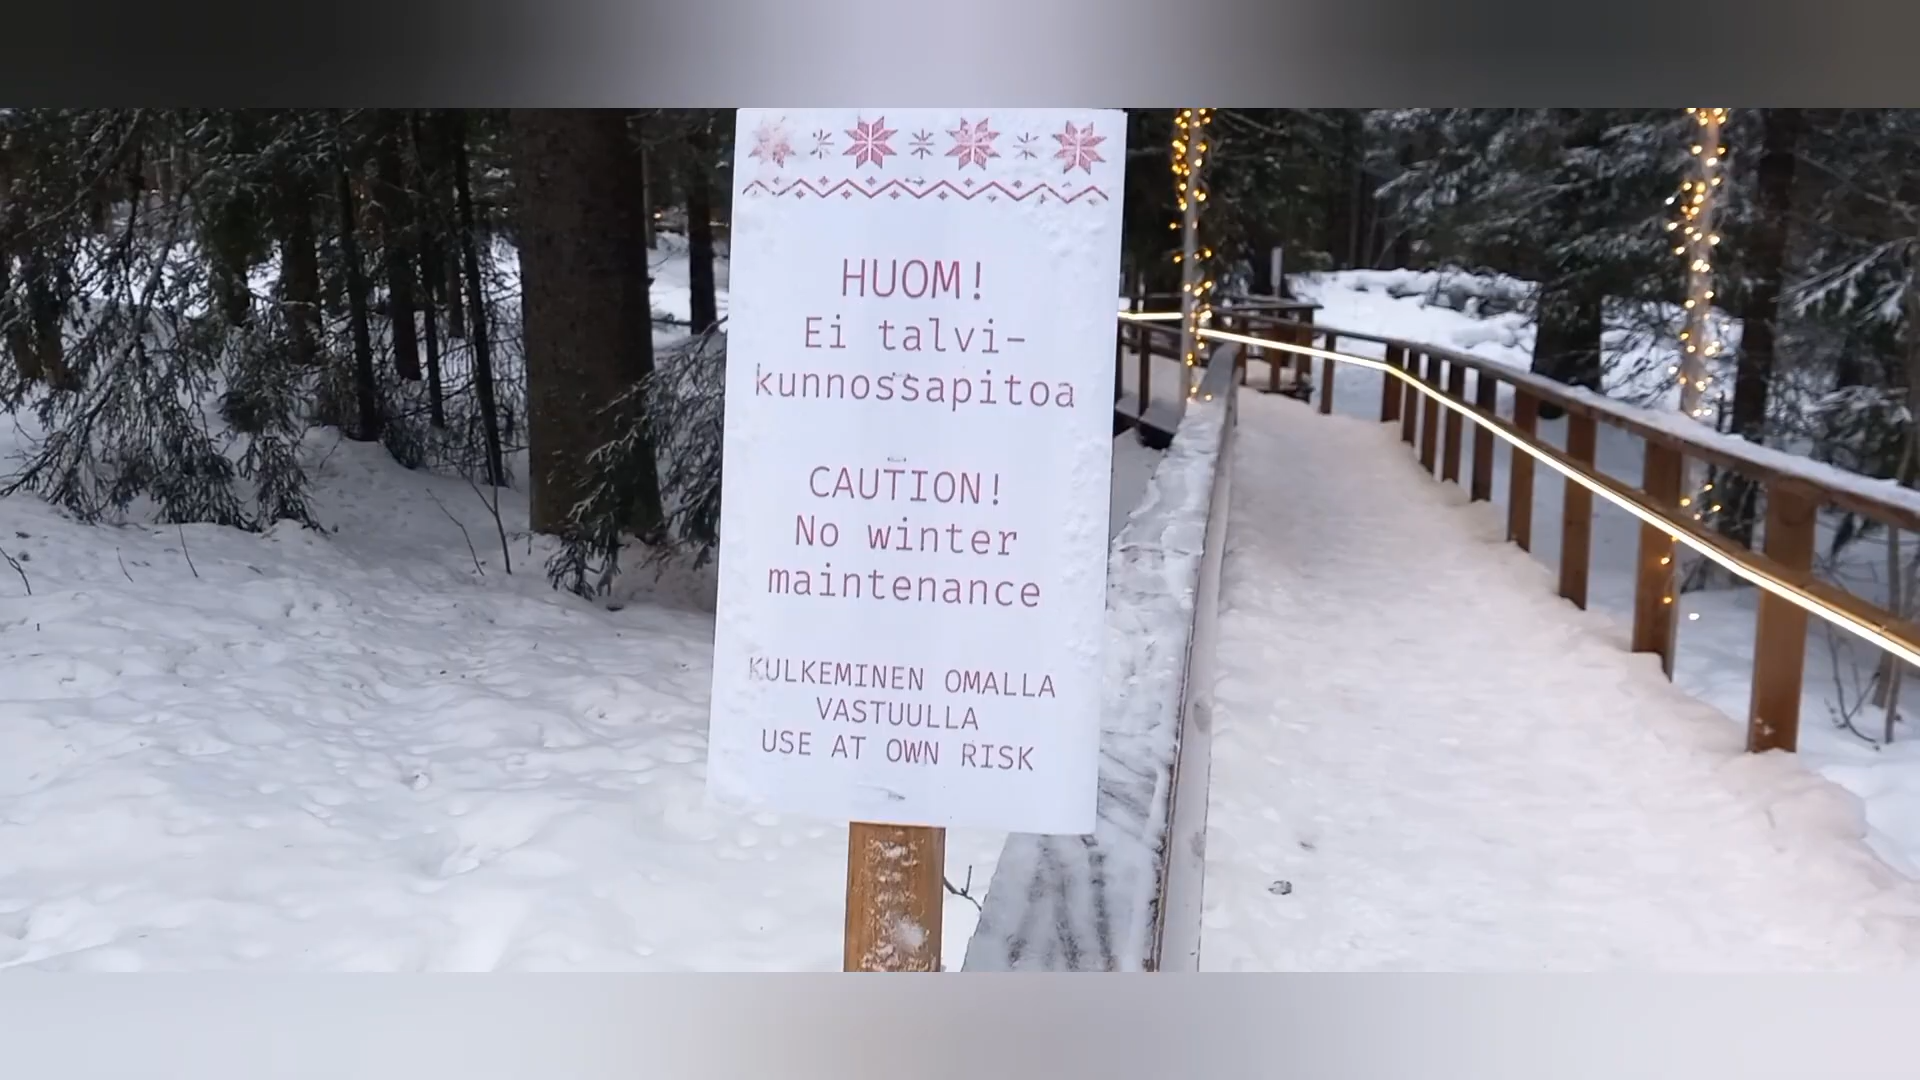 HUOM!
Ei talvi-
kunnossapitoa
CAUTION!
No winter
maintenance
KULKEMINEN OMALLA
VASTUULLA
USE AT OWN RISK